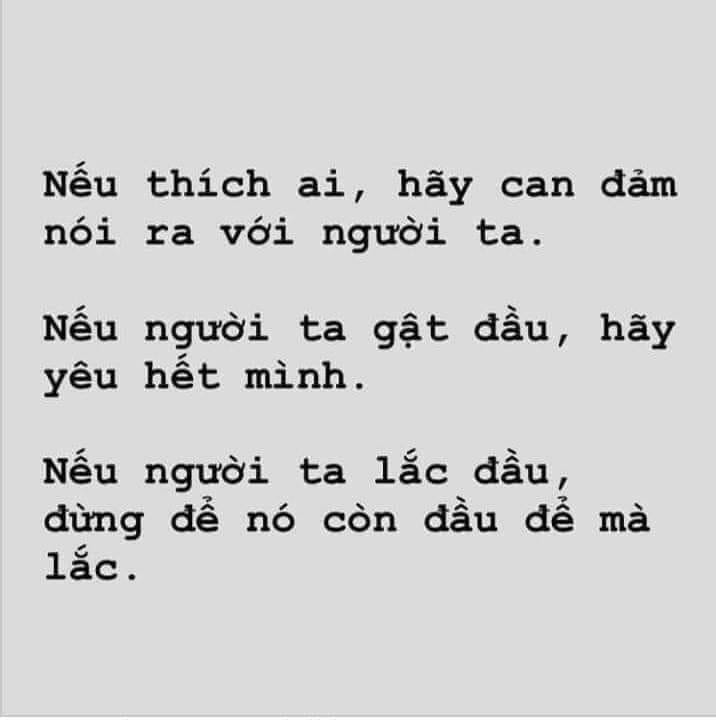 Nếu thích ai, hãy can đảm
nói ra với người ta.
Nếu người ta gật đầu, hãy
yêu hết mình.
Nếu người ta lắc đầu,
đừng để nó còn đầu để mà
lắc.